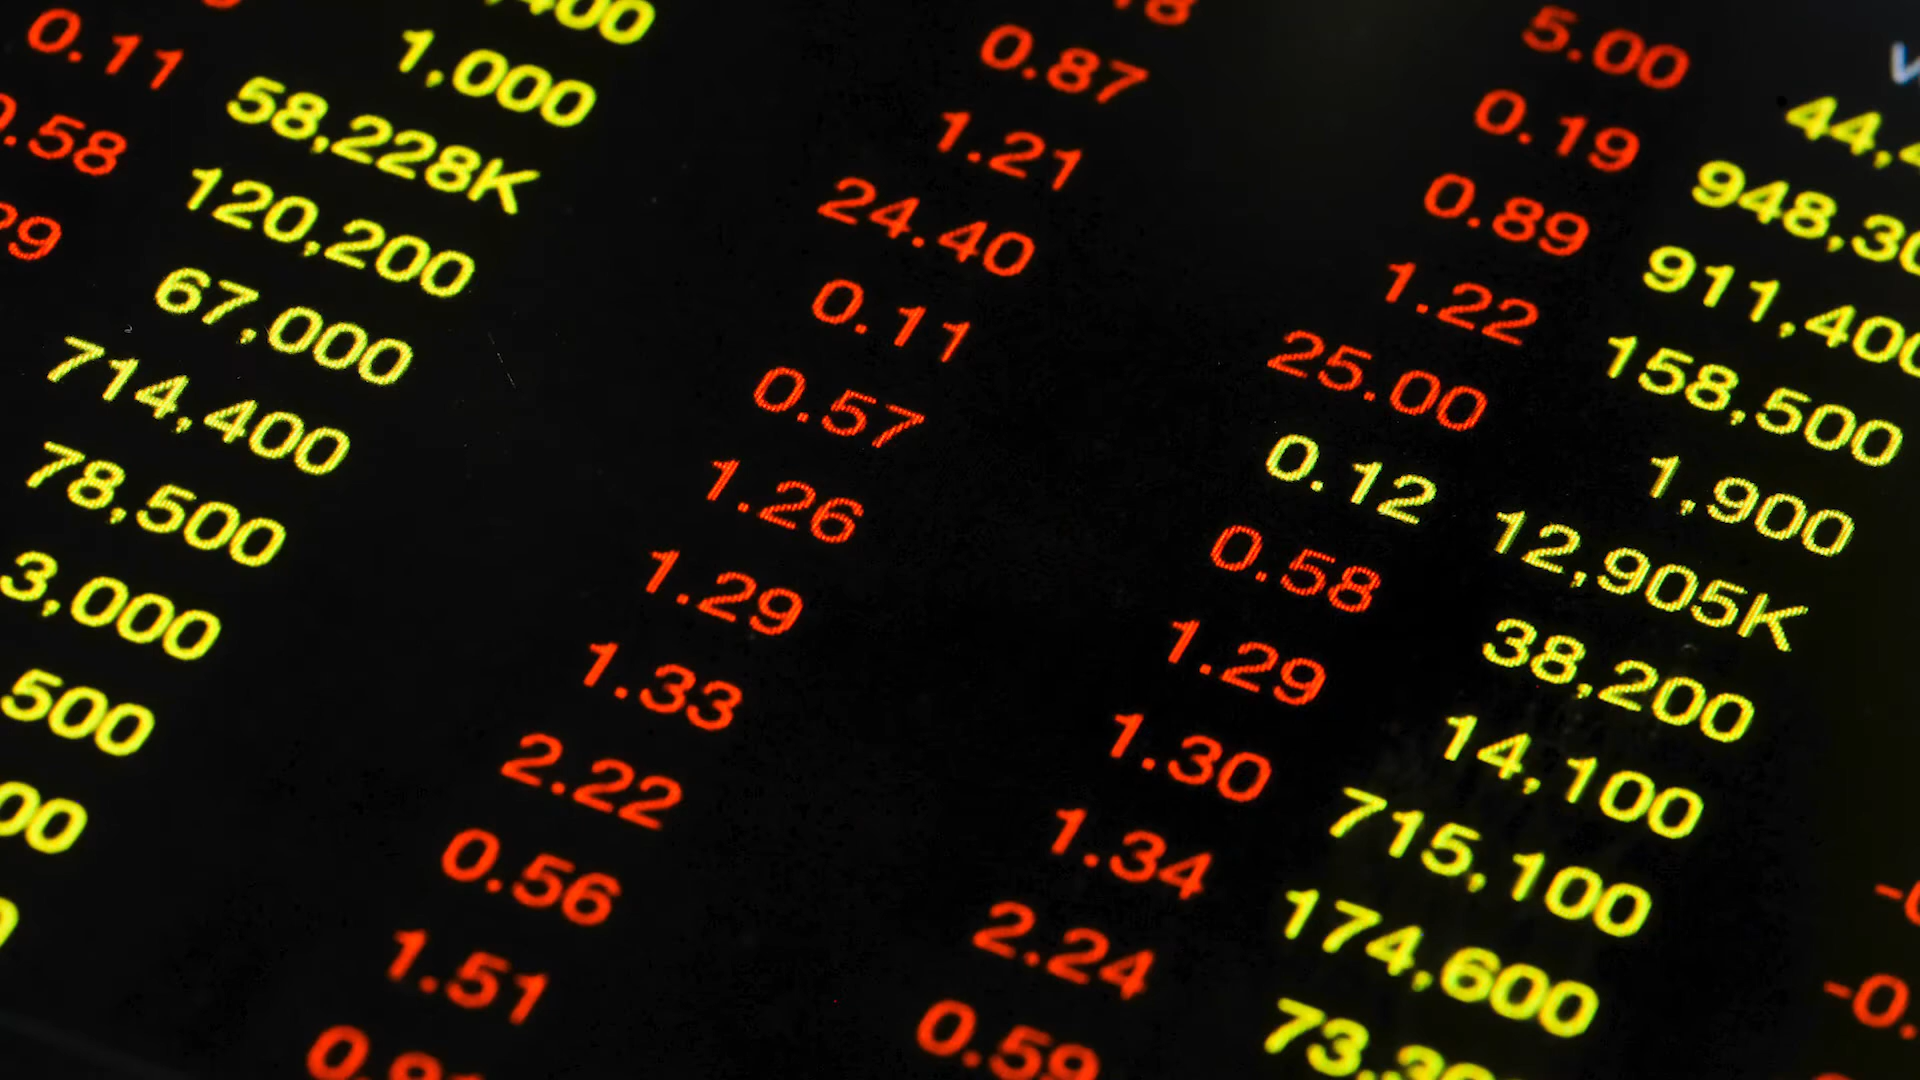 5.00 44,4
0.19 948,30
0.87 0.89 911,400
400 1.21 1.22 158,500
1,000 24.40 25.00 1,900
0.11 58,228K 0.11 0.12 12,905K
.58 120,200 0.57 0.58 38,200
29 67,000 1.26 1.29 14,100
714,400 1.29 1.30 715,100
78,500 1.33 1.34 174,600 -0.
3,000 2.22 2.24 73,3
500 0.56 0.59
00 1.51